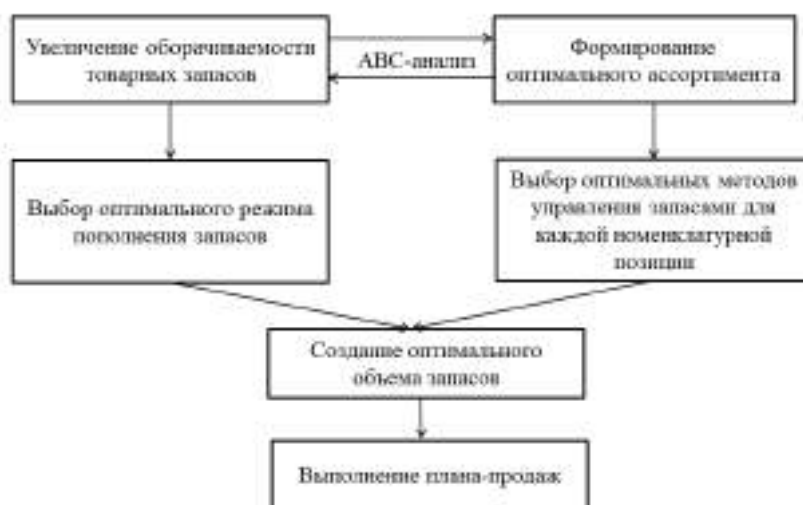 Увеличение оборачиваемости
товарных запасов
АВС-анализ
Формирование
оптимального ассортимента
Выбор оптимального режима
пополнения запасов
Выбор оптимальных методов
управления запасами для
каждой номенклатурной
позиции
Создание оптимального
объема запасов
Выполнение плана-продаж